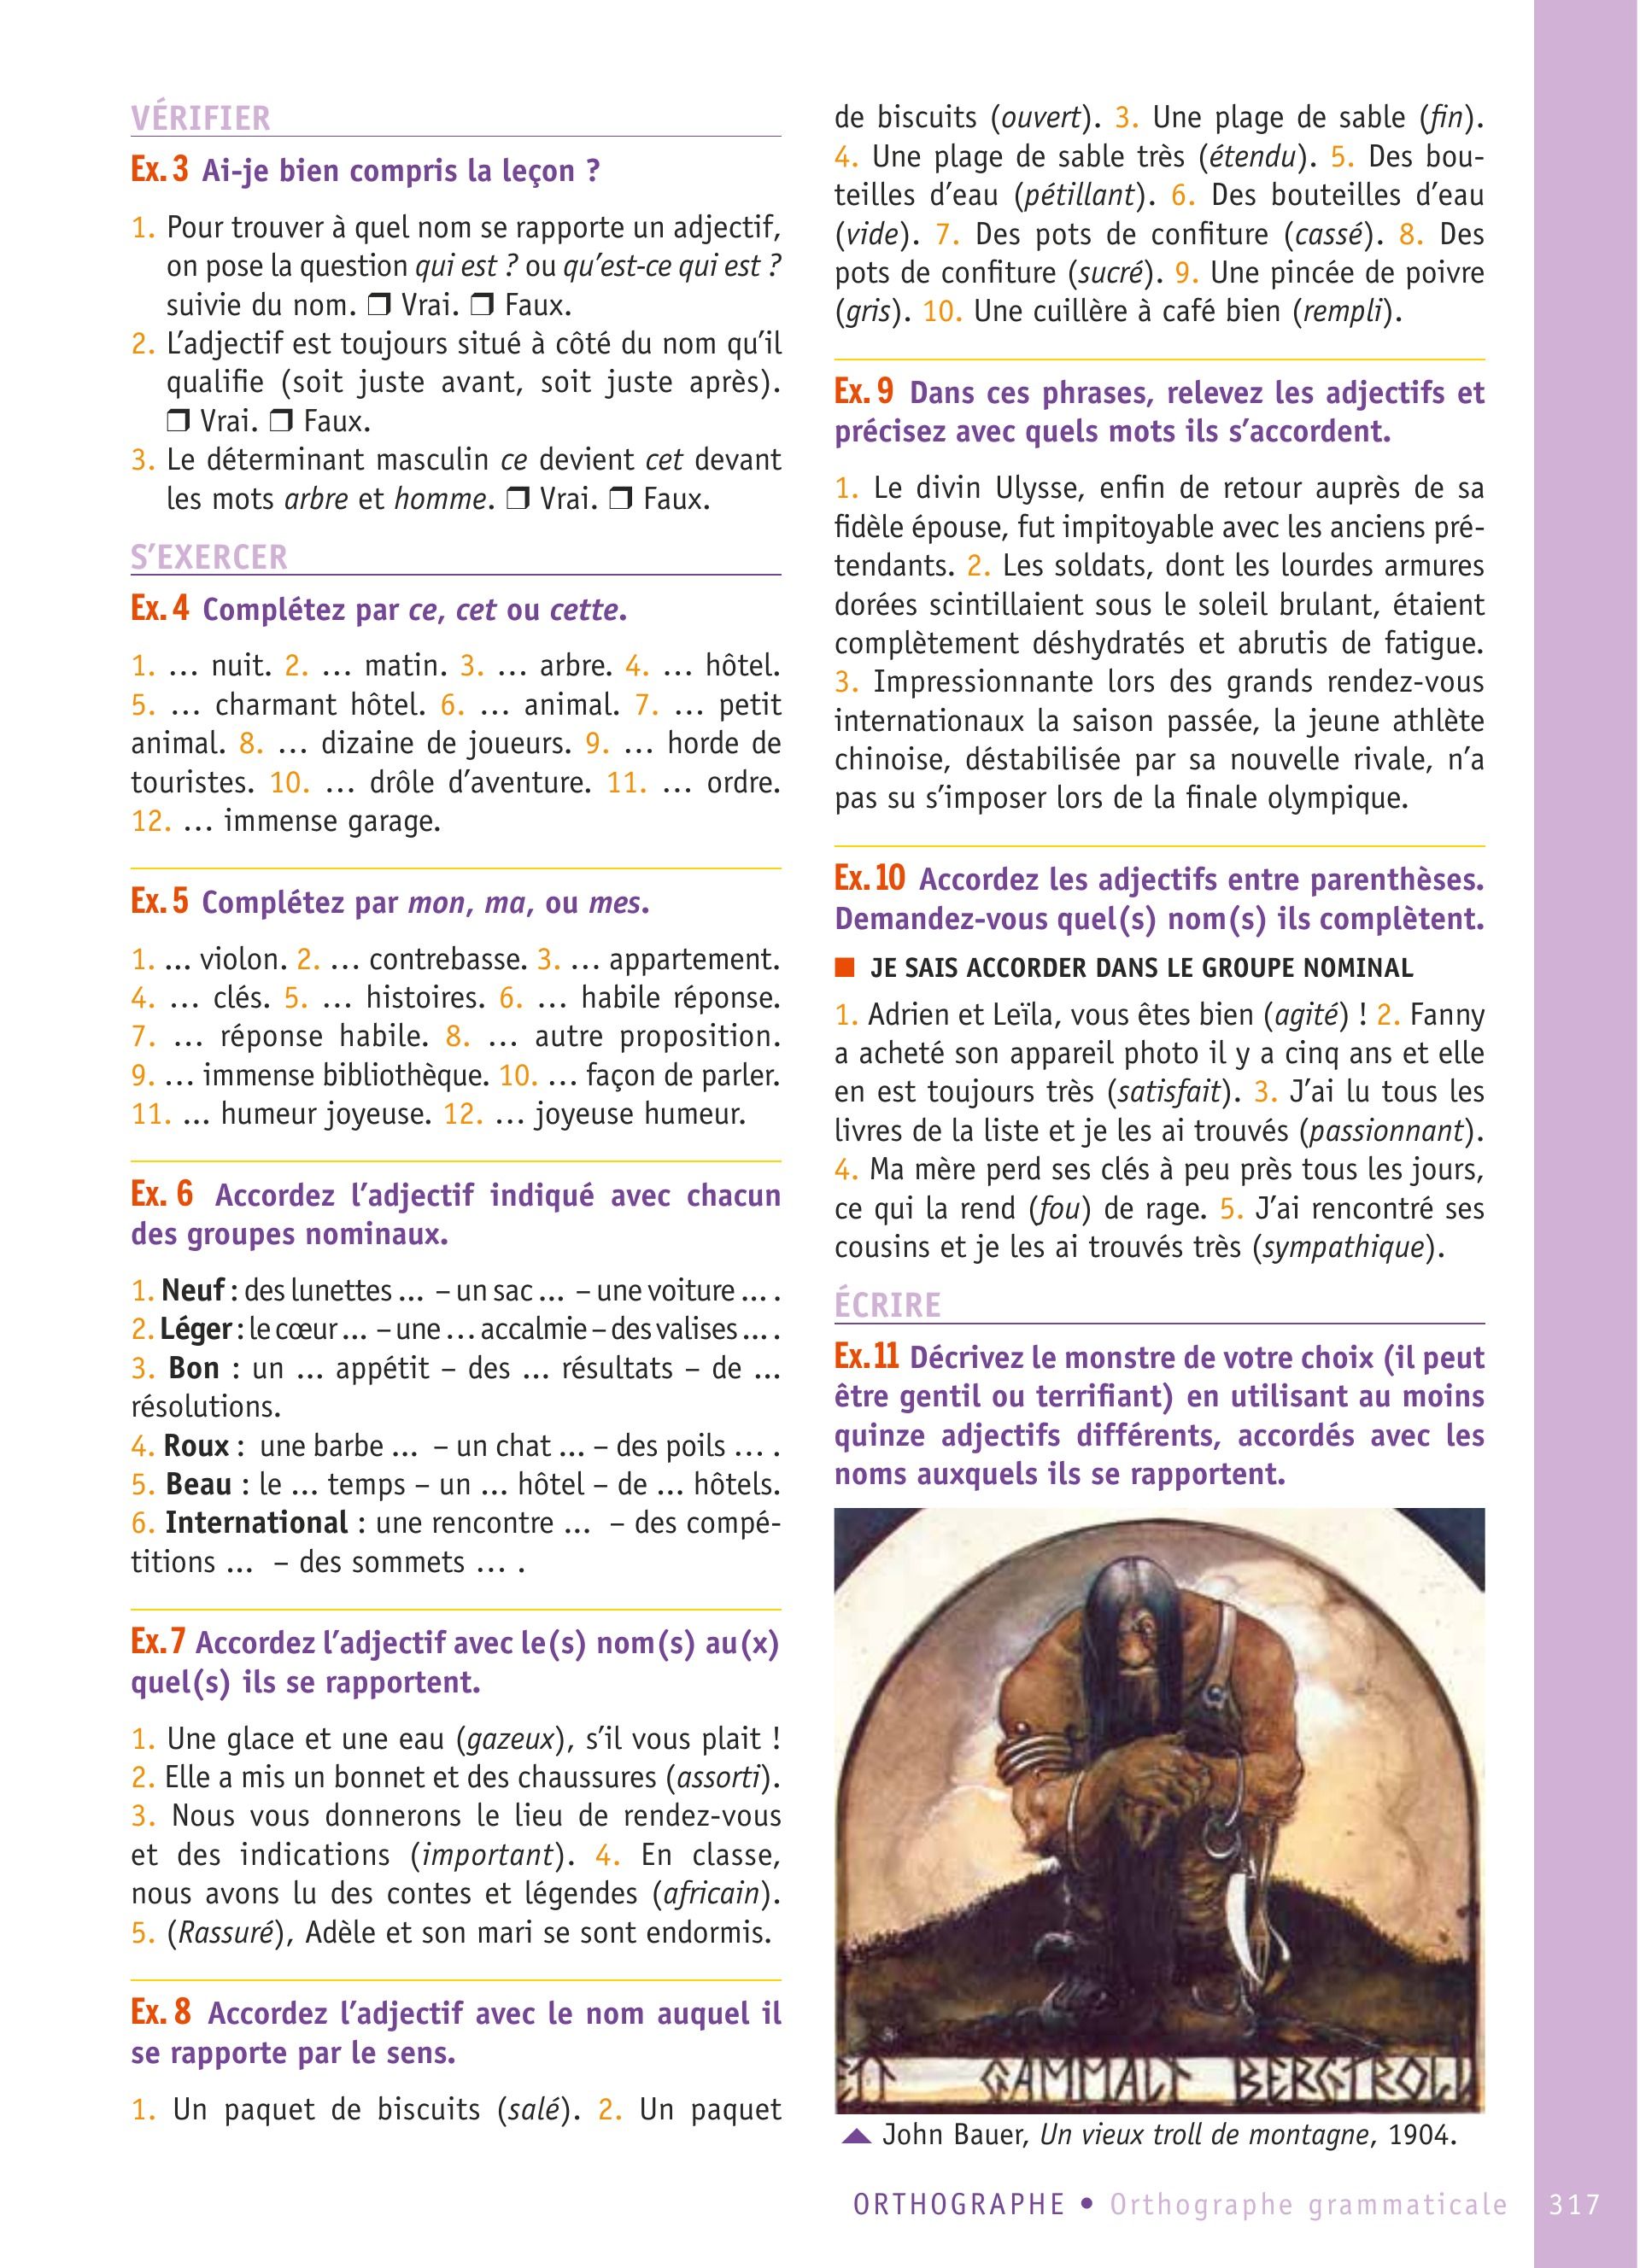 VÉRIFIER
Ex. 3 Ai-je bien compris la leçon ?
1. Pour trouver à quel nom se rapporte un adjectif,
on pose la question qui est ? ou qu’est-ce qui est ?
suivie du nom. ❒ Vrai. ❒ Faux.
2. L’adjectif est toujours situé à côté du nom qu’il
qualifie (soit juste avant, soit juste après).
❒ Vrai. ❒ Faux.
3. Le déterminant masculin ce devient cet devant
les mots arbre et homme. ❒ Vrai. ❒ Faux.
S’EXERCER
Ex. 4 Complétez par ce, cet ou cette.
1. … nuit. 2. … matin. 3. … arbre. 4. … hôtel.
5. … charmant hôtel. 6. … animal. 7. … petit
animal. 8. … dizaine de joueurs. 9. … horde de
touristes. 10. … drôle d’aventure. 11. … ordre.
12. … immense garage.
Ex. 5 Complétez par mon, ma, ou mes.
1. … violon. 2. … contrebasse. 3. … appartement.
4. … clés. 5. … histoires. 6. … habile réponse.
7. … réponse habile. 8. … autre proposition.
9. … immense bibliothèque. 10. … façon de parler.
11. … humeur joyeuse. 12. … joyeuse humeur.
Ex. 6 Accordez l’adjectif indiqué avec chacun
des groupes nominaux.
1. Neuf : des lunettes … – un sac … – une voiture … .
2. Léger : le cœur … – une … accalmie – des valises … .
3. Bon : un … appétit – des … résultats – de …
résolutions.
4. Roux : une barbe … – un chat … – des poils … .
5. Beau : le … temps – un … hôtel – de … hôtels.
6. International : une rencontre … – des compé-
titions … – des sommets … .
Ex. 7 Accordez l’adjectif avec le(s) nom(s) au(x)
quel(s) ils se rapportent.
1. Une glace et une eau (gazeux), s’il vous plait !
2. Elle a mis un bonnet et des chaussures (assorti).
3. Nous vous donnerons le lieu de rendez-vous
et des indications (important). 4. En classe,
nous avons lu des contes et légendes (africain).
5. (Rassuré), Adèle et son mari se sont endormis.
Ex. 8 Accordez l’adjectif avec le nom auquel il
se rapporte par le sens.
1. Un paquet de biscuits (salé). 2. Un paquet
de biscuits (ouvert). 3. Une plage de sable (fin).
4. Une plage de sable très (étendu). 5. Des bou-
teilles d’eau (pétillant). 6. Des bouteilles d’eau
(vide). 7. Des pots de confiture (cassé). 8. Des
pots de confiture (sucré). 9. Une pincée de poivre
(gris). 10. Une cuillère à café bien (rempli).
Ex. 9 Dans ces phrases, relevez les adjectifs et
précisez avec quels mots ils s’accordent.
1. Le divin Ulysse, enfin de retour auprès de sa
fidèle épouse, fut impitoyable avec les anciens pré-
tendants. 2. Les soldats, dont les lourdes armures
dorées scintillaient sous le soleil brulant, étaient
complètement déshydratés et abrutis de fatigue.
3. Impressionnante lors des grands rendez-vous
internationaux la saison passée, la jeune athlète
chinoise, déstabilisée par sa nouvelle rivale, n’a
pas su s’imposer lors de la finale olympique.
Ex. 10 Accordez les adjectifs entre parenthèses.
Demandez-vous quel(s) nom(s) ils complètent.
■ JE SAIS ACCORDER DANS LE GROUPE NOMINAL
1. Adrien et Leïla, vous êtes bien (agité) ! 2. Fanny
a acheté son appareil photo il y a cinq ans et elle
en est toujours très (satisfait). 3. J’ai lu tous les
livres de la liste et je les ai trouvés (passionnant).
4. Ma mère perd ses clés à peu près tous les jours,
ce qui la rend (fou) de rage. 5. J’ai rencontré ses
cousins et je les ai trouvés très (sympathique).
ÉCRIRE
Ex. 11 Décrivez le monstre de votre choix (il peut
être gentil ou terrifiant) en utilisant au moins
quinze adjectifs différents, accordés avec les
noms auxquels ils se rapportent.
ETT GAMMALT BERGTROLL
▲ John Bauer, Un vieux troll de montagne, 1904.
ORTHOGRAPHE • Orthographe grammaticale 317